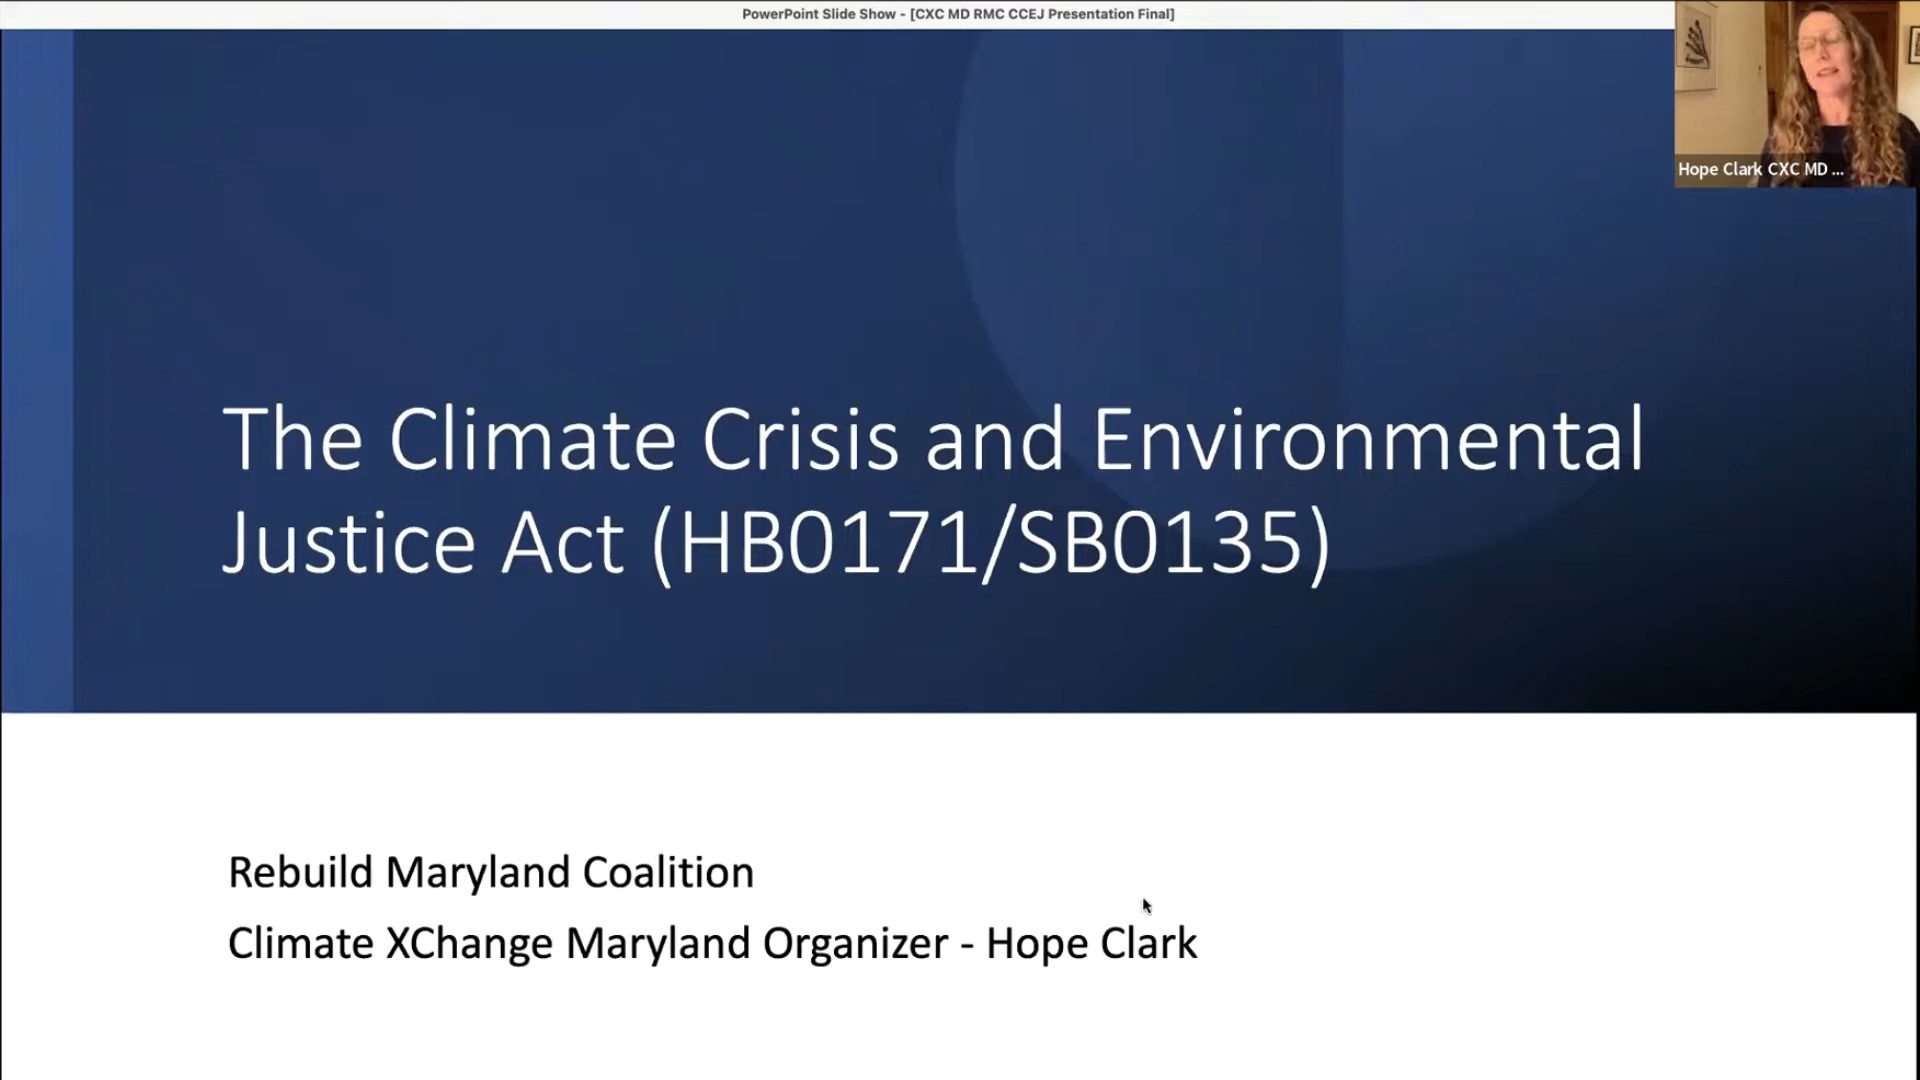 PowerPoint Slide Show - [CXC MD RMC CCEJ Presentation Final]
Hope Clark CXC MD ...
The Climate Crisis and Environmental
Justice Act (HB0171/SB0135)
Rebuild Maryland Coalition
Climate XChange Maryland Organizer - Hope Clark